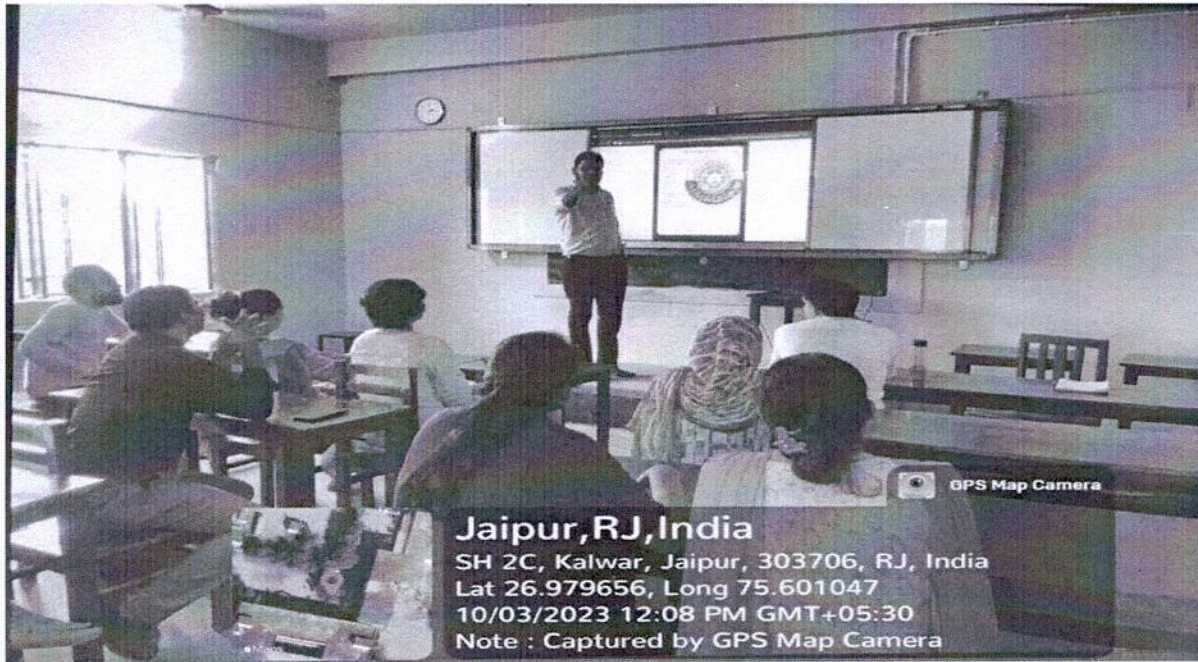 GPS Map Camera
Jaipur,RJ,India
SH 2C, Kalwar, Jaipur, 303706, RJ, India
Lat 26.979656, Long 75.601047
10/03/2023 12:08 PM GMT+05:30
Note : Captured by GPS Map Camera